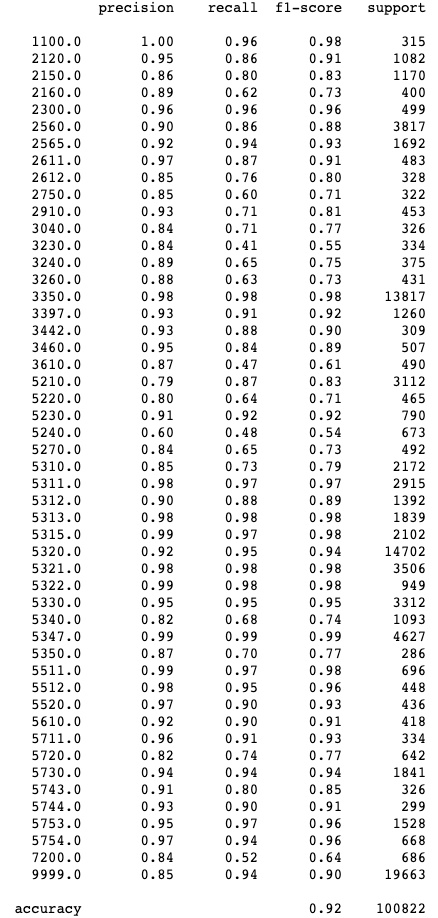 precision recall f1-score support
1100.0 1.00 0.96 0.98 315
2120.0 0.95 0.86 0.91 1082
2150.0 0.86 0.80 0.83 1170
2160.0 0.89 0.62 0.73 400
2300.0 0.96 0.96 0.96 499
2560.0 0.90 0.86 0.88 3817
2565.0 0.92 0.94 0.93 1692
2611.0 0.97 0.87 0.91 483
2612.0 0.85 0.76 0.80 328
2750.0 0.85 0.60 0.71 322
2910.0 0.93 0.71 0.81 453
3040.0 0.84 0.71 0.77 326
3230.0 0.84 0.41 0.55 334
3240.0 0.89 0.65 0.75 375
3260.0 0.88 0.63 0.73 431
3350.0 0.98 0.98 0.98 13817
3397.0 0.93 0.91 0.92 1260
3442.0 0.93 0.88 0.90 309
3460.0 0.95 0.84 0.89 507
3610.0 0.87 0.47 0.61 490
5210.0 0.79 0.87 0.83 3112
5220.0 0.80 0.64 0.71 465
5230.0 0.91 0.92 0.92 790
5240.0 0.60 0.48 0.54 673
5270.0 0.84 0.65 0.73 492
5310.0 0.85 0.73 0.79 2172
5311.0 0.98 0.97 0.97 2915
5312.0 0.90 0.88 0.89 1392
5313.0 0.98 0.98 0.98 1839
5315.0 0.99 0.97 0.98 2102
5320.0 0.92 0.95 0.94 14702
5321.0 0.98 0.98 0.98 3506
5322.0 0.99 0.98 0.98 949
5330.0 0.95 0.95 0.95 3312
5340.0 0.82 0.68 0.74 1093
5347.0 0.99 0.99 0.99 4627
5350.0 0.87 0.70 0.77 286
5511.0 0.99 0.97 0.98 696
5512.0 0.98 0.95 0.96 448
5520.0 0.97 0.90 0.93 436
5610.0 0.92 0.90 0.91 418
5711.0 0.96 0.91 0.93 334
5720.0 0.82 0.74 0.77 642
5730.0 0.94 0.94 0.94 1841
5743.0 0.91 0.80 0.85 326
5744.0 0.93 0.90 0.91 299
5753.0 0.95 0.97 0.96 1528
5754.0 0.97 0.94 0.96 668
7200.0 0.84 0.52 0.64 686
9999.0 0.85 0.94 0.90 19663
accuracy 0.92 100822